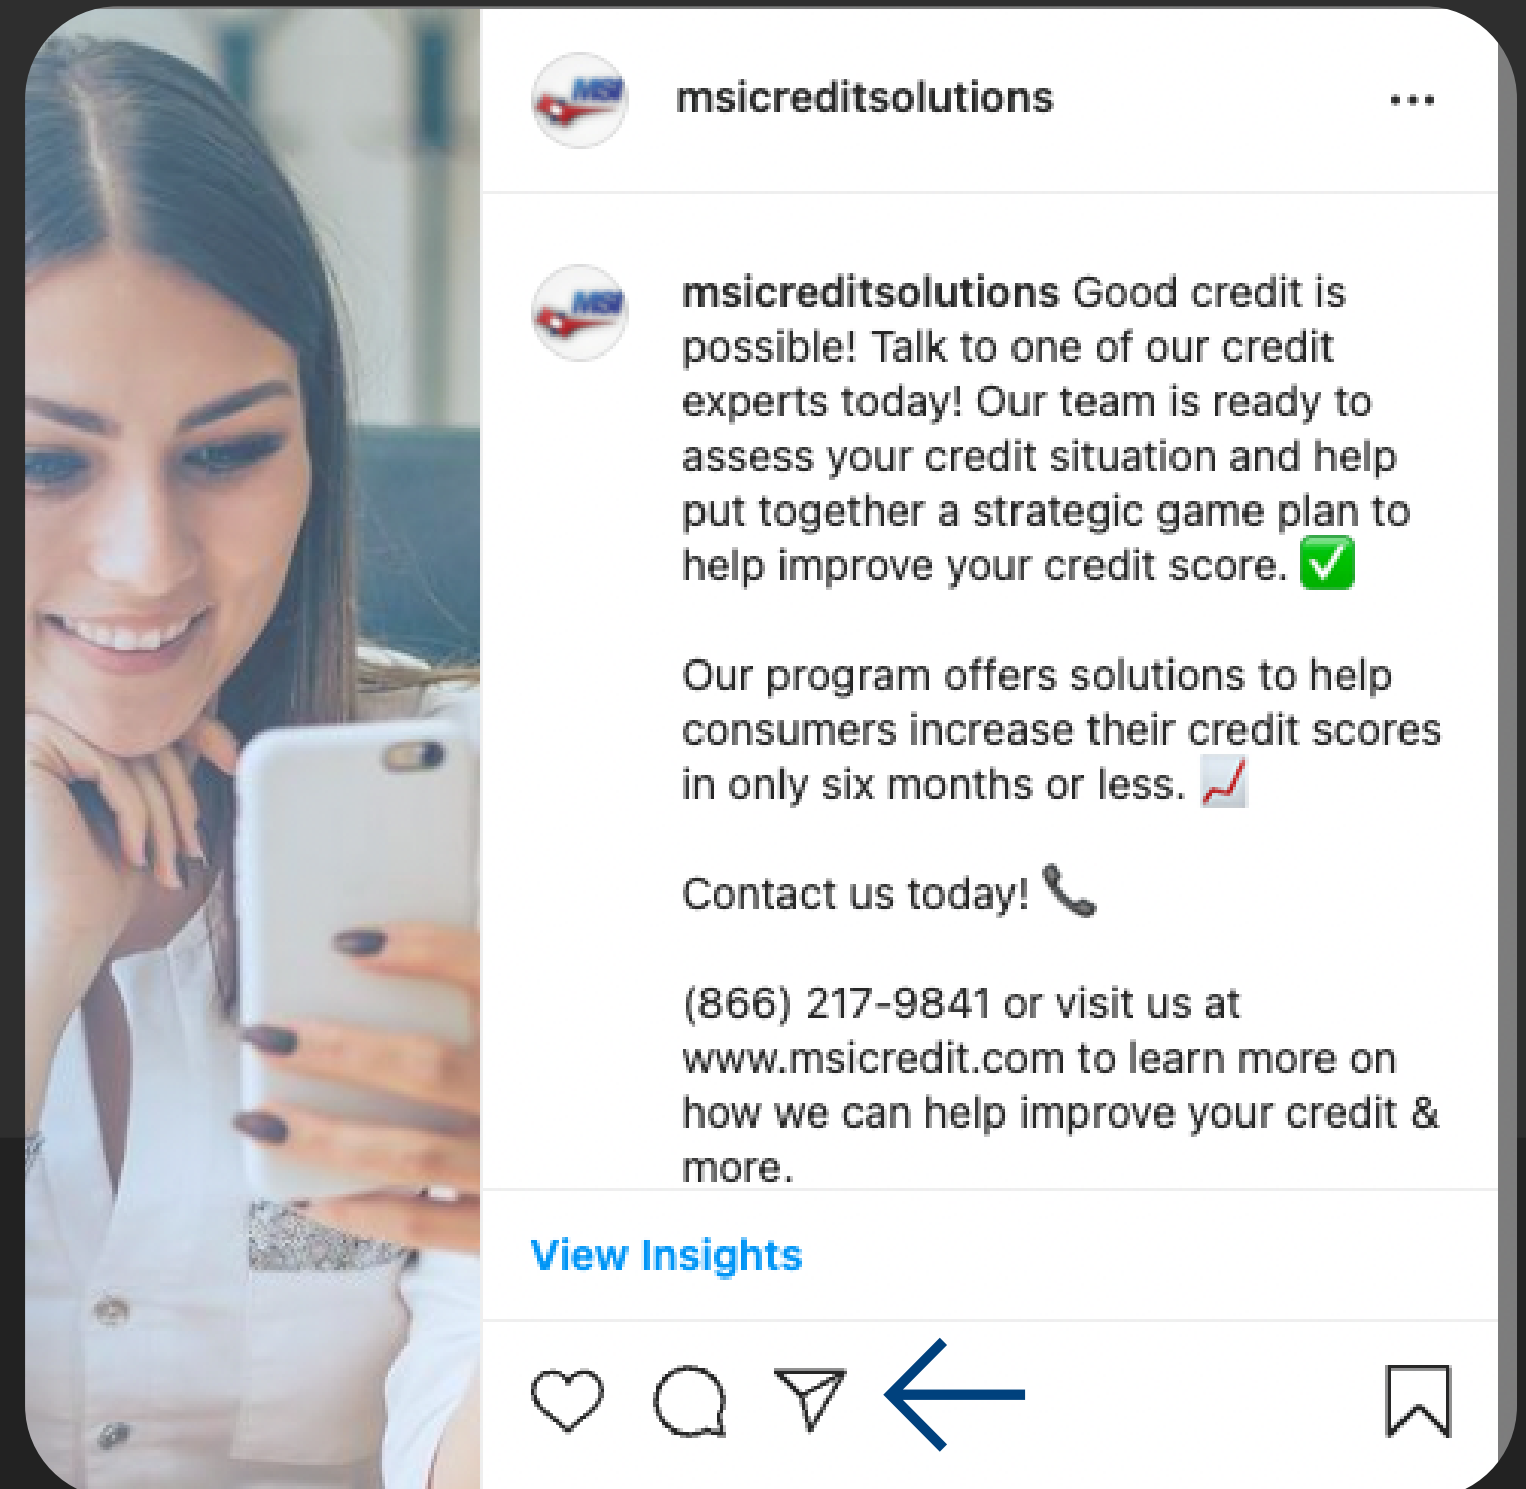 MSI
msicreditsolutions
MSI
msicreditsolutions Good credit is
possible! Talk to one of our credit
experts today! Our team is ready to
assess your credit situation and help
put together a strategic game plan to
help improve your credit score. ✅
Our program offers solutions to help
consumers increase their credit scores
in only six months or less. 📈
Contact us today! 📞
(866) 217-9841 or visit us at
www.msicredit.com to learn more on
how we can help improve your credit &
more.
View Insights